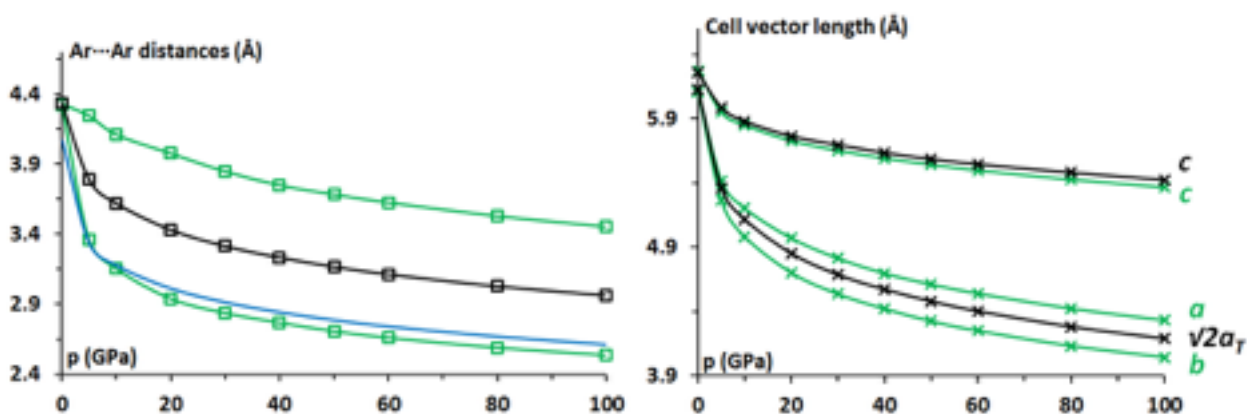 Ar···Ar distances (Å)
4.4
3.9
3.4
2.9
2.4
p (GPa)
0 20 40 60 80 100
Cell vector length (Å)
5.9
4.9
3.9
p (GPa)
0 20 40 60 80 100
c
c
a
√2a_T
b